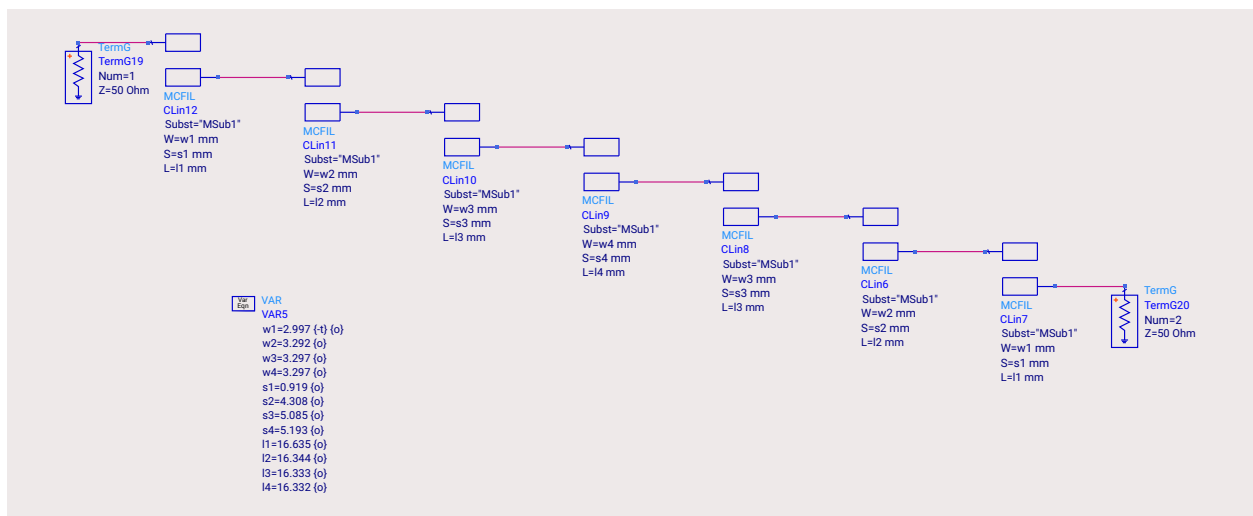 TermG
TermG19
Num=1
Z=50 Ohm
MCFIL
CLin12
Subst="MSub1"
W=w1 mm
S=s1 mm
L=l1 mm
MCFIL
CLin11
Subst="MSub1"
W=w2 mm
S=s2 mm
L=l2 mm
MCFIL
CLin10
Subst="MSub1"
W=w3 mm
S=s3 mm
L=l3 mm
MCFIL
CLin9
Subst="MSub1"
W=w4 mm
S=s4 mm
L=l4 mm
MCFIL
CLin8
Subst="MSub1"
W=w3 mm
S=s3 mm
L=l3 mm
MCFIL
CLin6
Subst="MSub1"
W=w2 mm
S=s2 mm
L=l2 mm
MCFIL
CLin7
Subst="MSub1"
W=w1 mm
S=s1 mm
L=l1 mm
TermG
TermG20
Num=2
Z=50 Ohm
Var
Eqn
VAR
VAR5
w1=2.997 {-t} {o}
w2=3.292 {o}
w3=3.297 {o}
w4=3.297 {o}
s1=0.919 {o}
s2=4.308 {o}
s3=5.085 {o}
s4=5.193 {o}
l1=16.635 {o}
l2=16.344 {o}
l3=16.333 {o}
l4=16.332 {o}